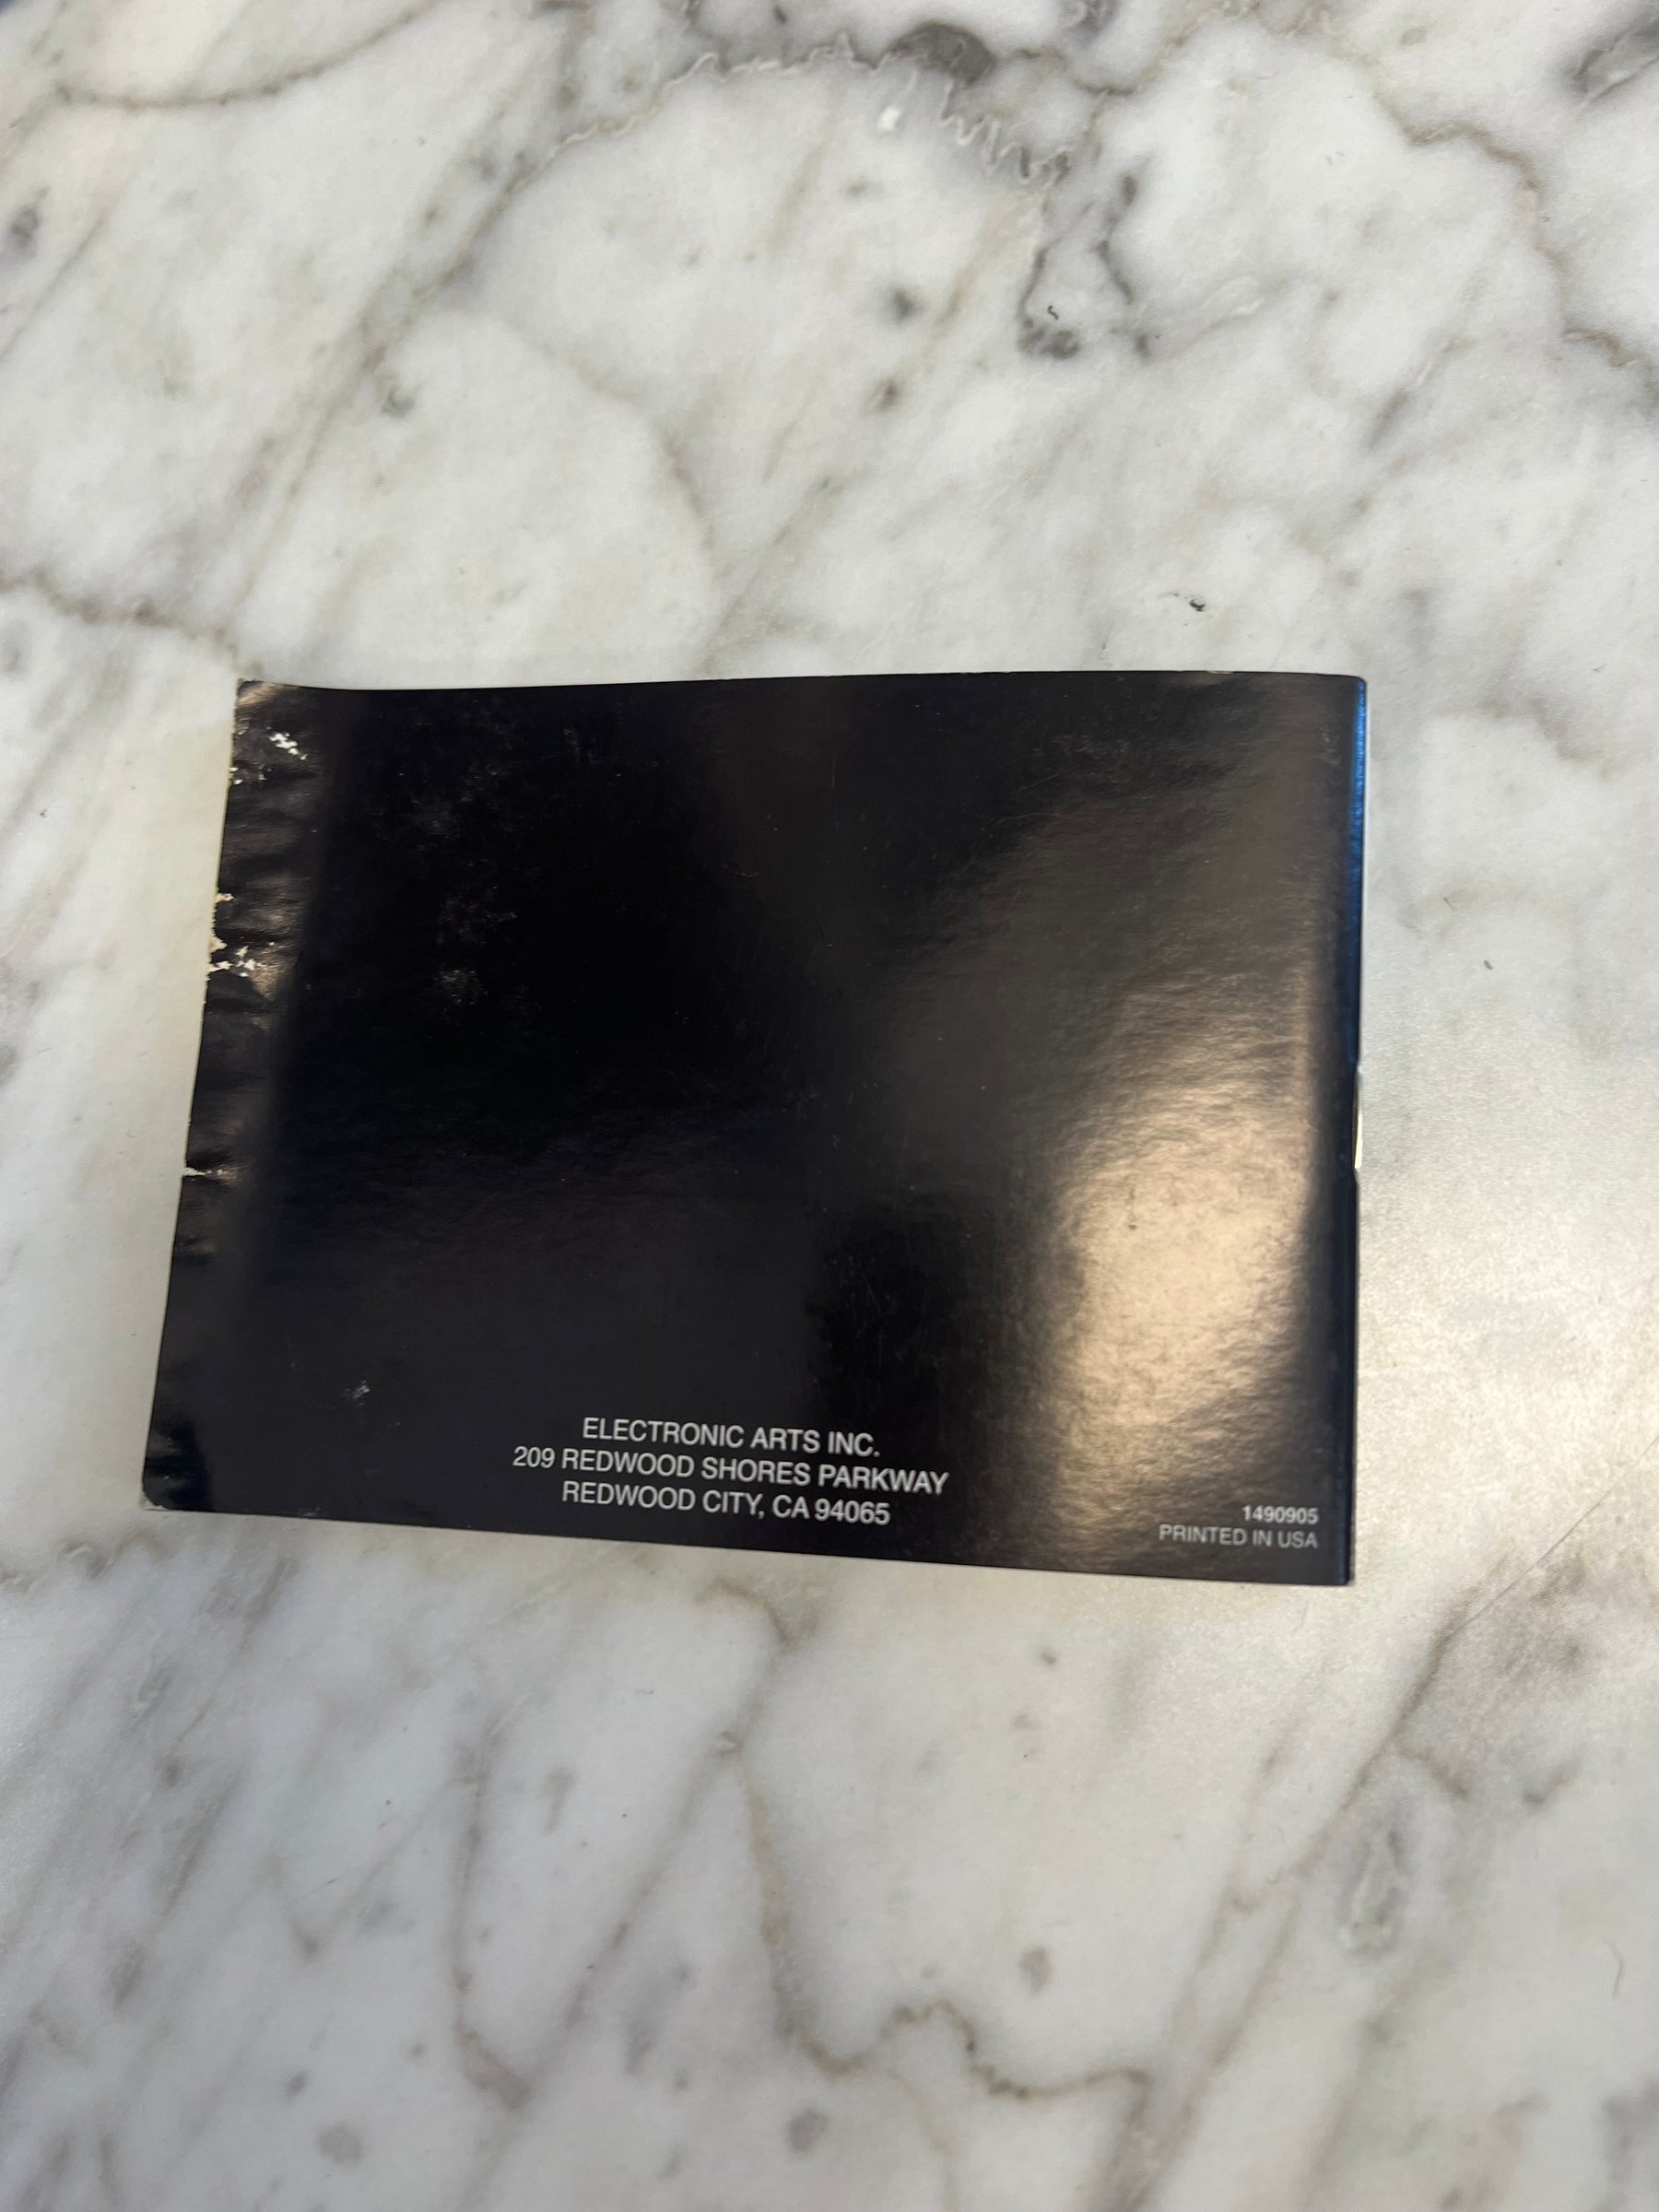 ELECTRONIC ARTS INC.
209 REDWOOD SHORES PARKWAY
REDWOOD CITY, CA 94065
1490905
PRINTED IN USA